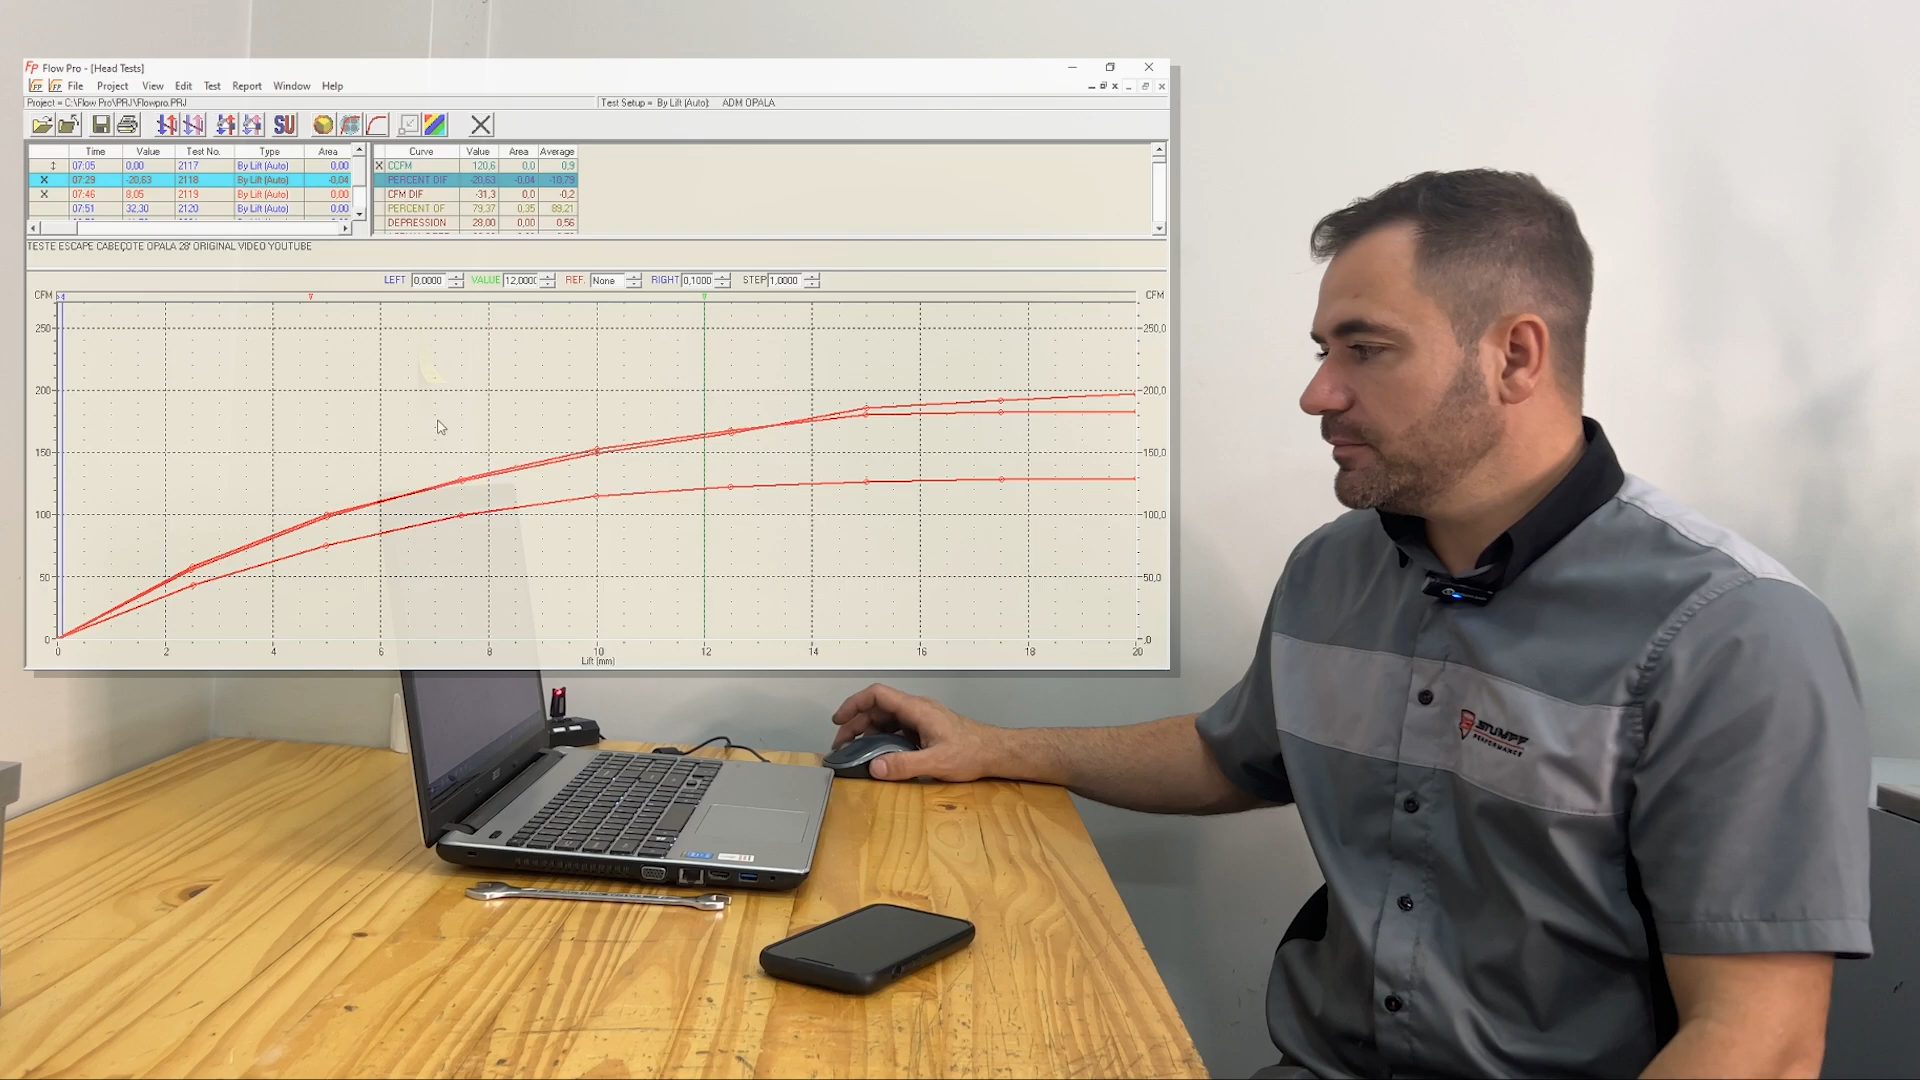 FP Flow Pro - [Head Tests]
File Project View Edit Test Report Window Help
Project = C:\Flow Pro\PRJ\Flowpro.PRJ Test Setup = By Lift (Auto): ADM OPALA
SU
Time Value Test No. Type Area
07:05 0,00 2117 By Lift (Auto) 0,00
X 07:29 -20,63 2118 By Lift (Auto) -0,04
X 07:46 8,05 2119 By Lift (Auto) 0,00
07:51 32,30 2120 By Lift (Auto) 0,00
Curve Value Area Average
X CCFM 120,6 0,0 0,9
PERCENT DIF -20,63 -0,04 -10,79
CFM DIF -31,3 0,0 -0,2
PERCENT OF 79,37 0,35 89,21
DEPRESSION 28,00 0,00 0,56
TESTE ESCAPE CABEÇOTE OPALA 28' ORIGINAL VIDEO YOUTUBE
LEFT 0,0000 VALUE 12,000 REF. None RIGHT 0,1000 STEP 1,0000
CFM CFM
250 250,0
200 200,0
150 150,0
100 100,0
50 50,0
0 ,0
0 2 4 6 8 10 12 14 16 18 20
Lift (mm)
acer
STUMPF
PERFORMANCE